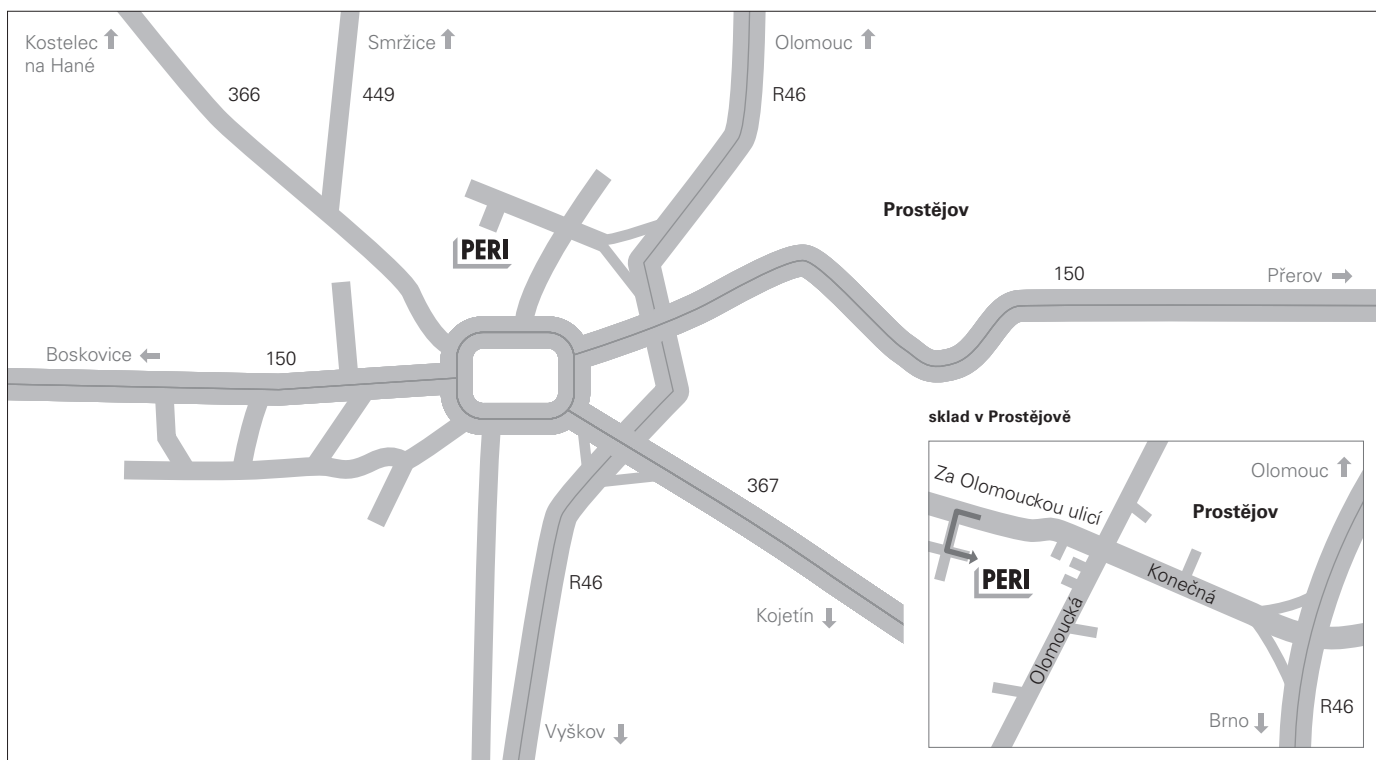 Kostelec
na Hané
Smržice
Olomouc
366
449
R46
Prostějov
PERI
150
Přerov
Boskovice
150
367
R46
Kojetín
Vyškov
sklad v Prostějově
Za Olomouckou ulicí
Olomouc
Prostějov
PERI
Konečná
Olomoucká
R46
Brno